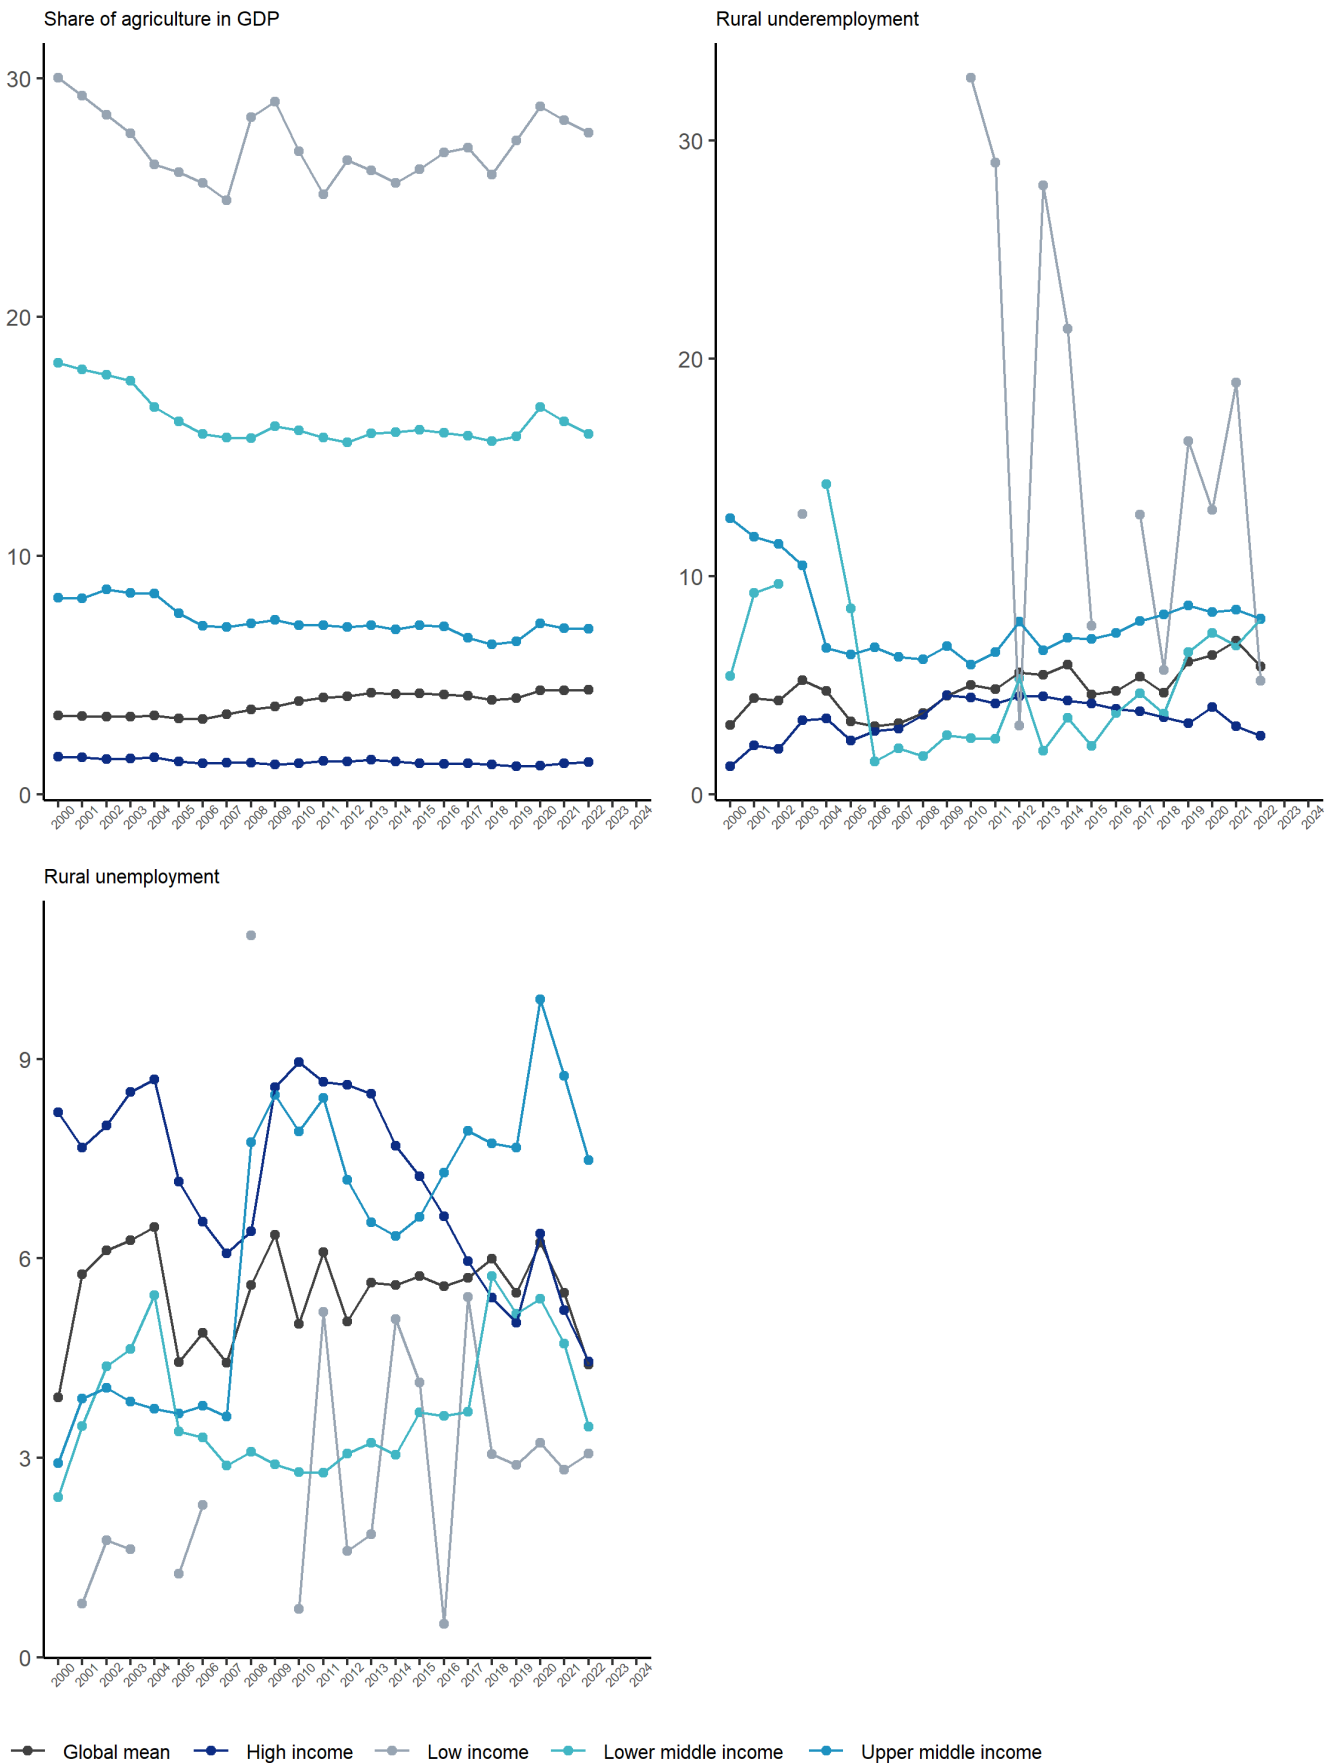 Share of agriculture in GDP
30
20
10
0
2000 2001 2002 2003 2004 2005 2006 2007 2008 2009 2010 2011 2012 2013 2014 2015 2016 2017 2018 2019 2020 2021 2022 2023 2024
Rural underemployment
30
20
10
0
2000 2001 2002 2003 2004 2005 2006 2007 2008 2009 2010 2011 2012 2013 2014 2015 2016 2017 2018 2019 2020 2021 2022 2023 2024
Rural unemployment
9
6
3
0
2000 2001 2002 2003 2004 2005 2006 2007 2008 2009 2010 2011 2012 2013 2014 2015 2016 2017 2018 2019 2020 2021 2022 2023 2024
Global mean High income Low income Lower middle income Upper middle income